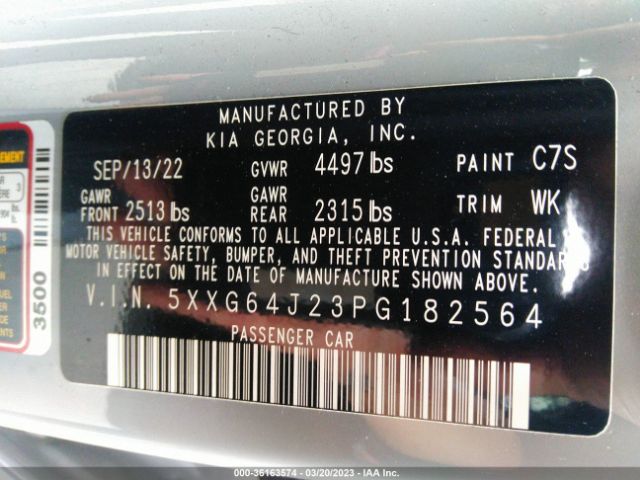 MANUFACTURED BY
KIA GEORGIA, INC.
SEP/13/22 GVWR 4497 lbs PAINT C7S
GAWR FRONT 2513 lbs GAWR REAR 2315 lbs TRIM WK
THIS VEHICLE CONFORMS TO ALL APPLICABLE U.S.A. FEDERAL
MOTOR VEHICLE SAFETY, BUMPER, AND THEFT PREVENTION STANDARDS
IN EFFECT ON THE DATE OF MANUFACTURE SHOWN ABOVE.
V.I.N. 5XXG64J23PG182564
PASSENGER CAR
3500
000-36163574 - 03/20/2023 - IAA Inc.